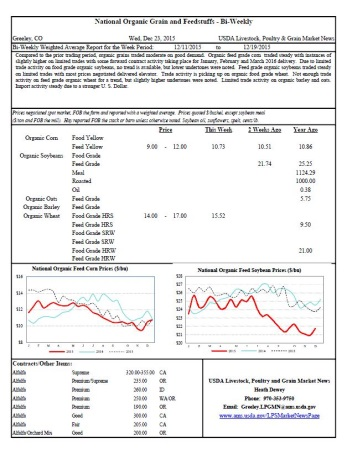 National Organic Grain and Feedstuffs - Bi-Weekly
Greeley, CO Wed, Dec 23, 2015 USDA Livestock, Poultry & Grain Market News
Bi-Weekly Weighted Average Report for the Week Period: 12/11/2015 to 12/19/2015
Compared to the prior trading period, organic grains traded moderate on good demand. Organic feed grade corn traded steady with instances of
slightly higher on limited trades with some forward contract activity taking place for January, February and March 2016 delivery. Due to limited
trade activity on food grade organic soybeans, no trend is available, but lower undertones were noted. Feed grade organic soybeans traded steady
on limited trades with most prices negotiated delivered elevator. Trade activity is picking up on organic food grade wheat. Not enough trade
activity on feed grade organic wheat for a trend, but slightly higher undertones were noted. Limited trade activity on organic barley and oats.
Import activity steady due to a stronger U. S. Dollar.
Prices negotiated spot market, FOB the farm and reported with a weighted average. Prices quoted $/bushel, except soybean meal
($/ton and FOB the mill). Hay reported FOB the stack or barn unless otherwise noted. Soybean oil, sunflowers, spelt, cents/lb.
Price This Week 2 Weeks Ago Year Ago
Organic Corn Food Yellow
Feed Yellow 9.00 - 12.00 10.73 10.51 10.86
Organic Soybeans Food Grade
Feed Grade 21.74 25.25
Meal 1124.29
Roasted 1000.00
Oil 0.38
Organic Oats Feed Grade 5.75
Organic Barley Feed Grade
Organic Wheat Food Grade HRS 14.00 - 17.00 15.52
Feed Grade HRS 9.50
Food Grade SRW
Feed Grade SRW
Food Grade HRW 21.00
Feed Grade HRW
National Organic Feed Corn Prices ($/bu)
$16
$14
$12
$10
$8
2015 2014 2013
National Organic Feed Soybean Prices ($/bu)
$30
$28
$26
$24
$22
$20
2015 2014 2013
Contracts/Other Items:
Alfalfa Supreme 320.00-355.00 CA
Alfalfa Premium/Supreme 235.00 OR
Alfalfa Premium 260.00 ID
Alfalfa Premium 250.00 WA/OR
Alfalfa Premium 190.00 OR
Alfalfa Good 300.00 CA
Alfalfa Fair 205.00 CA
Alfalfa/Orchard Mix Good 200.00 OR
USDA Livestock, Poultry and Grain Market News
Heath Dewey
Phone: 970-353-9750
Email: Greeley.LPGMN@ams.usda.gov
www.ams.usda.gov/LPSMarketNewsPage